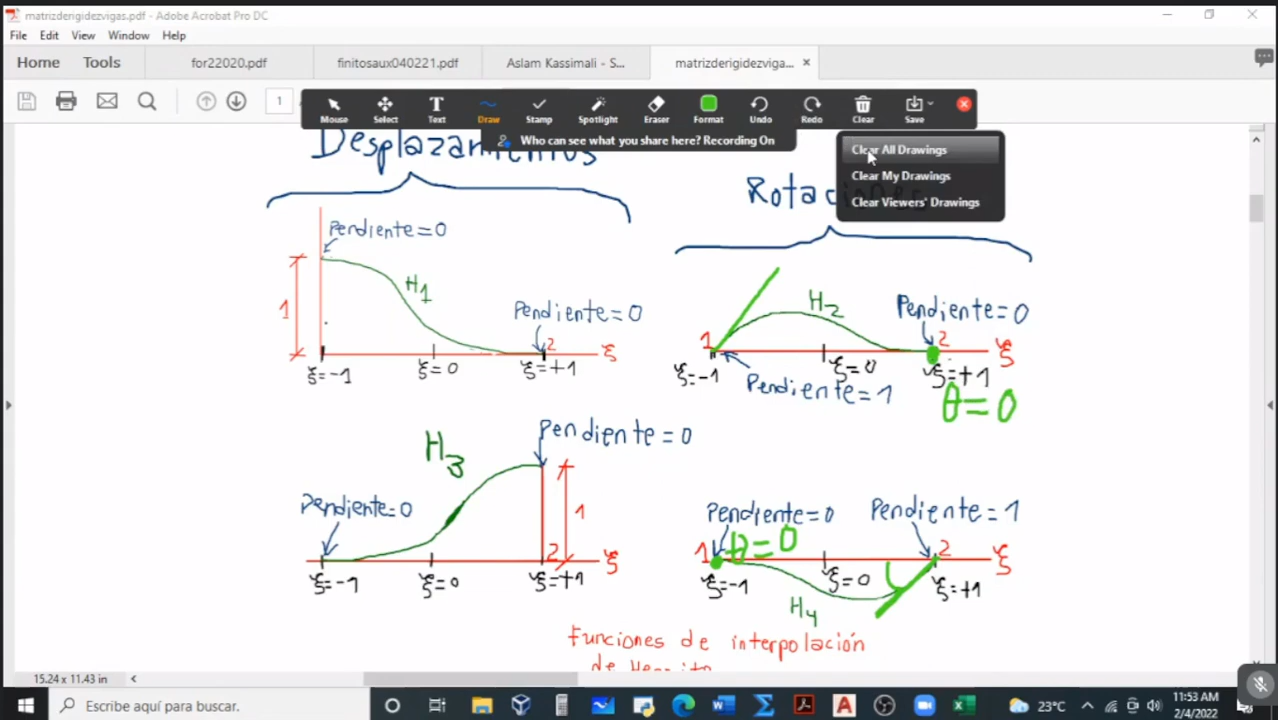 matrizderigidezvigas.pdf - Adobe Acrobat Pro DC
File Edit View Window Help
Home Tools for22020.pdf finitosaux040221.pdf Aslam Kassimali - S... matrizderigidezviga... ×
1
Mouse Select Text Draw Stamp Spotlight Eraser Format Undo Redo Clear Save
Who can see what you share here? Recording On
Clear All Drawings
Clear My Drawings
Clear Viewers' Drawings
Desplazamientos
Pendiente=0
H1
1
Pendiente=0
2
ξ
ξ=-1 ξ=0 ξ=+1
H2
Pendiente=0
1
2
ξ
ξ=-1 ξ=0 ξ=+1
Pendiente=1
θ=0
H3
Pendiente=0
Pendiente=0
1
2
ξ
ξ=-1 ξ=0 ξ=+1
Pendiente=0 Pendiente=1
θ=0
1
2
ξ
ξ=-1 ξ=0 ξ=+1
H4
Funciones de interpolación
15.24 x 11.43 in
Escribe aquí para buscar.
23°C
11:53 AM
2/4/2022